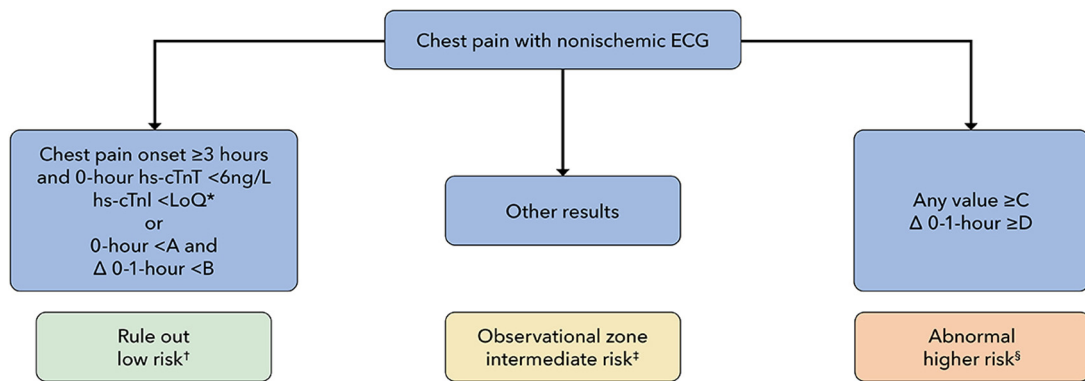 Chest pain with nonischemic ECG
Chest pain onset ≥3 hours
and 0-hour hs-cTnT <6ng/L
hs-cTnl <LoQ*
or
0-hour <A and
Δ 0-1-hour <B
Other results
Any value ≥C
Δ 0-1-hour ≥D
Rule out
low risk†
Observational zone
intermediate risk‡
Abnormal
higher risk§